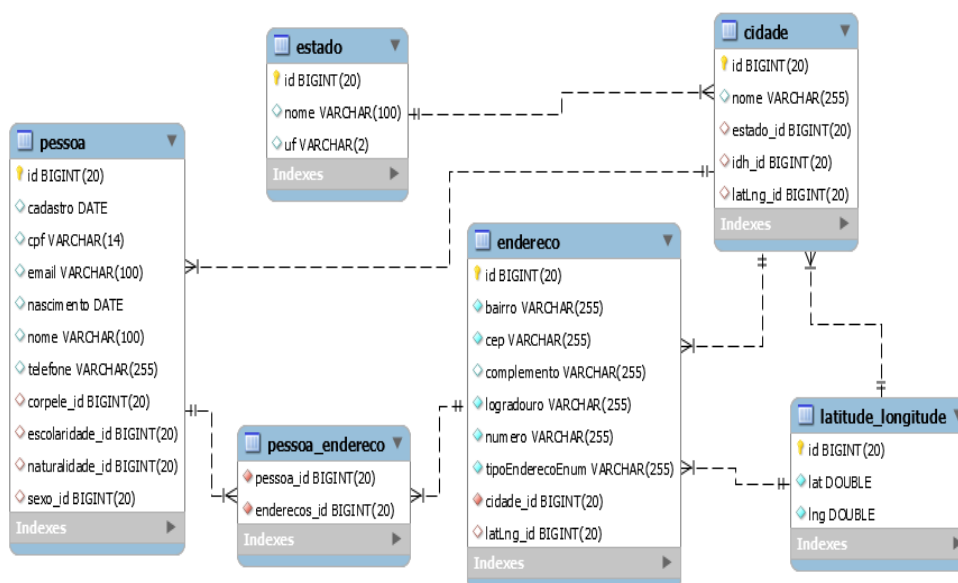 estado
id BIGINT(20)
nome VARCHAR(100)
uf VARCHAR(2)
Indexes
cidade
id BIGINT(20)
nome VARCHAR(255)
estado_id BIGINT(20)
idh_id BIGINT(20)
latLng_id BIGINT(20)
Indexes
pessoa
id BIGINT(20)
cadastro DATE
cpf VARCHAR(14)
email VARCHAR(100)
nascimento DATE
nome VARCHAR(100)
telefone VARCHAR(255)
corpele_id BIGINT(20)
escolaridade_id BIGINT(20)
naturalidade_id BIGINT(20)
sexo_id BIGINT(20)
Indexes
endereco
id BIGINT(20)
bairro VARCHAR(255)
cep VARCHAR(255)
complemento VARCHAR(255)
logradouro VARCHAR(255)
numero VARCHAR(255)
tipoEnderecoEnum VARCHAR(255)
cidade_id BIGINT(20)
latLng_id BIGINT(20)
Indexes
pessoa_endereco
pessoa_id BIGINT(20)
enderecos_id BIGINT(20)
Indexes
latitude_longitude
id BIGINT(20)
lat DOUBLE
lng DOUBLE
Indexes